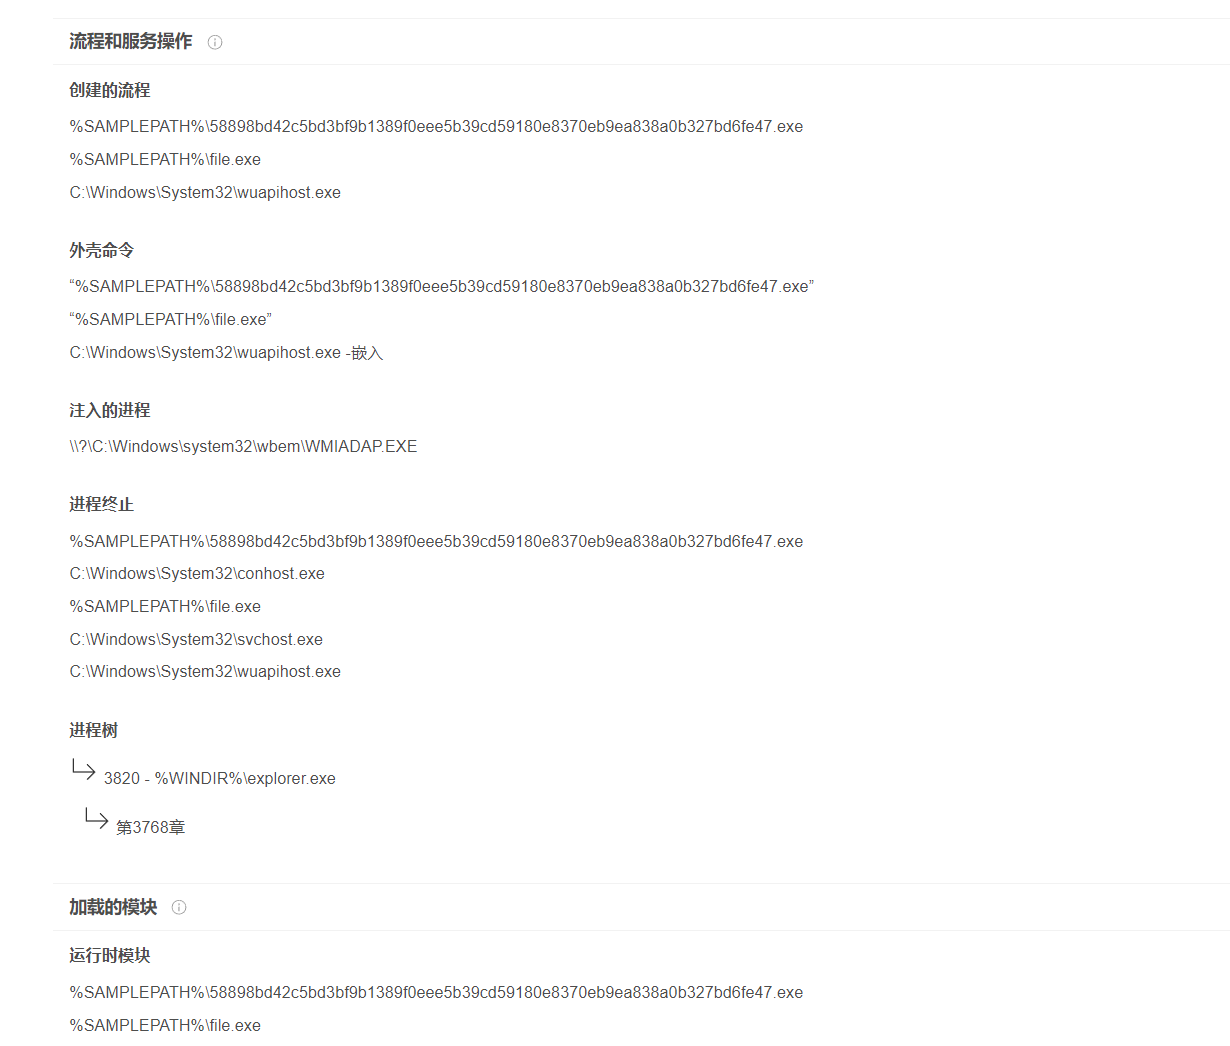 流程和服务操作
创建的流程
%SAMPLEPATH%\58898bd42c5bd3bf9b1389f0eee5b39cd59180e8370eb9ea838a0b327bd6fe47.exe
%SAMPLEPATH%\file.exe
C:\Windows\System32\wuapihost.exe
外壳命令
“%SAMPLEPATH%\58898bd42c5bd3bf9b1389f0eee5b39cd59180e8370eb9ea838a0b327bd6fe47.exe”
“%SAMPLEPATH%\file.exe”
C:\Windows\System32\wuapihost.exe -嵌入
注入的进程
\\?\C:\Windows\system32\wbem\WMIADAP.EXE
进程终止
%SAMPLEPATH%\58898bd42c5bd3bf9b1389f0eee5b39cd59180e8370eb9ea838a0b327bd6fe47.exe
C:\Windows\System32\conhost.exe
%SAMPLEPATH%\file.exe
C:\Windows\System32\svchost.exe
C:\Windows\System32\wuapihost.exe
进程树
3820 - %WINDIR%\explorer.exe
第3768章
加载的模块
运行时模块
%SAMPLEPATH%\58898bd42c5bd3bf9b1389f0eee5b39cd59180e8370eb9ea838a0b327bd6fe47.exe
%SAMPLEPATH%\file.exe